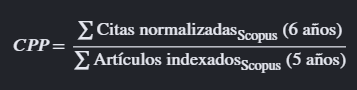 CPP = ∑ Citas normalizadas_Scopus (6 años)
∑ Artículos indexados_Scopus (5 años)